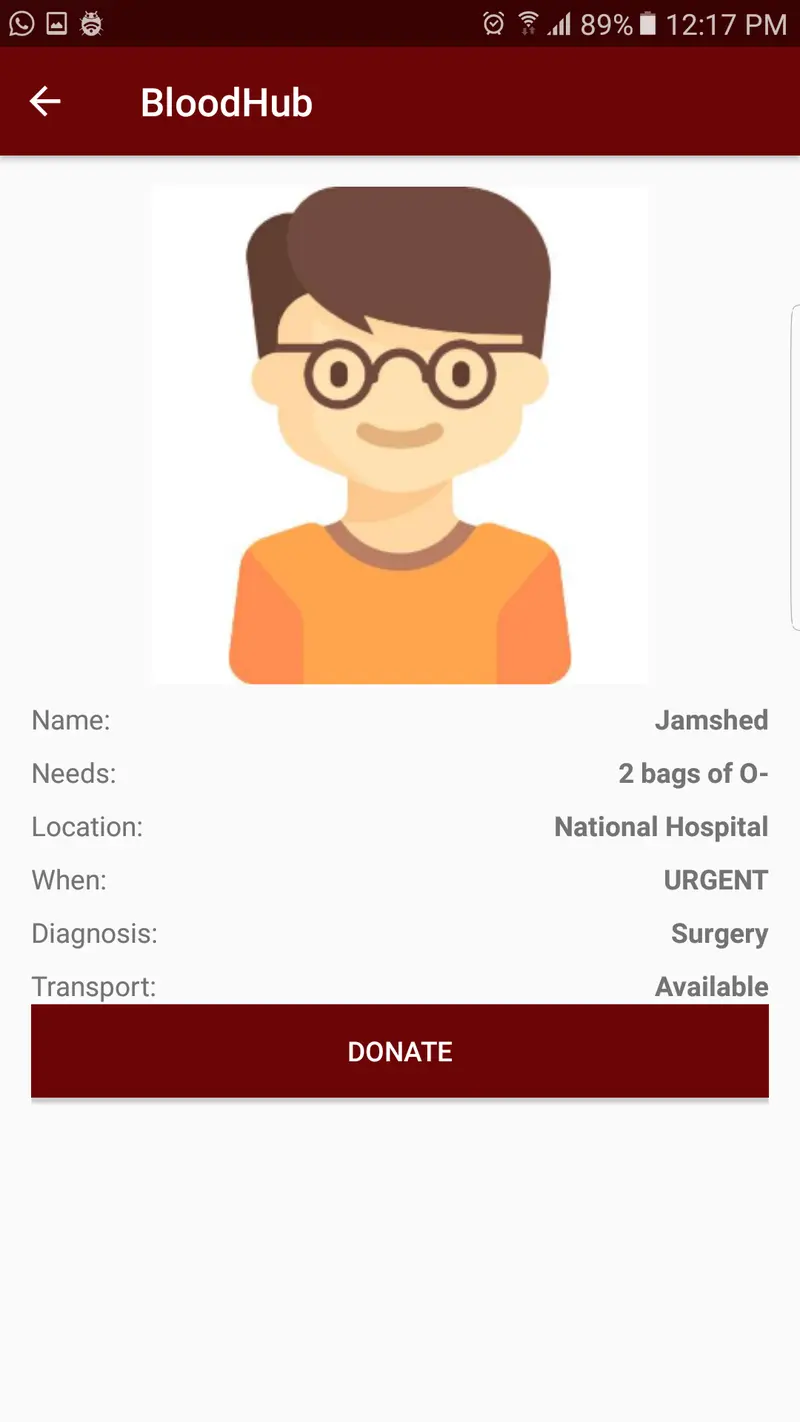 89% 12:17 PM
BloodHub
Name: Jamshed
Needs: 2 bags of O-
Location: National Hospital
When: URGENT
Diagnosis: Surgery
Transport: Available
DONATE